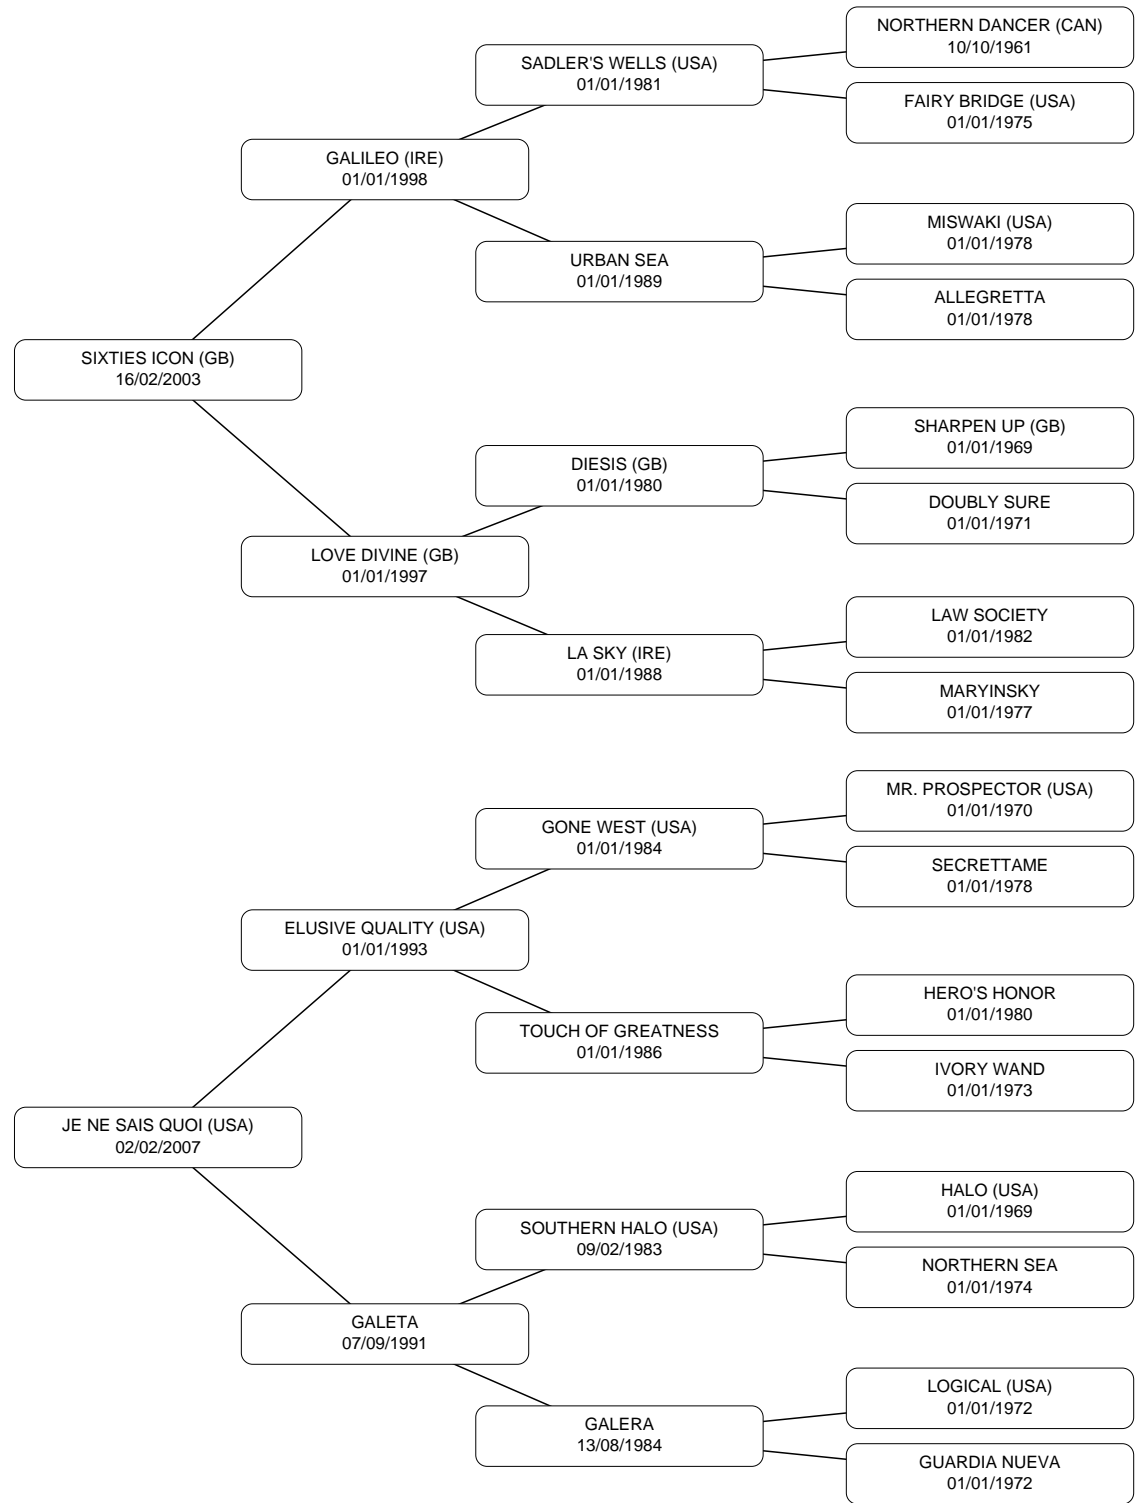 NORTHERN DANCER (CAN)
10/10/1961
SADLER'S WELLS (USA)
01/01/1981
FAIRY BRIDGE (USA)
01/01/1975
GALILEO (IRE)
01/01/1998
MISWAKI (USA)
01/01/1978
URBAN SEA
01/01/1989
ALLEGRETTA
01/01/1978
SIXTIES ICON (GB)
16/02/2003
SHARPEN UP (GB)
01/01/1969
DIESIS (GB)
01/01/1980
DOUBLY SURE
01/01/1971
LOVE DIVINE (GB)
01/01/1997
LAW SOCIETY
01/01/1982
LA SKY (IRE)
01/01/1988
MARYINSKY
01/01/1977
MR. PROSPECTOR (USA)
01/01/1970
GONE WEST (USA)
01/01/1984
SECRETTAME
01/01/1978
ELUSIVE QUALITY (USA)
01/01/1993
HERO'S HONOR
01/01/1980
TOUCH OF GREATNESS
01/01/1986
IVORY WAND
01/01/1973
JE NE SAIS QUOI (USA)
02/02/2007
HALO (USA)
01/01/1969
SOUTHERN HALO (USA)
09/02/1983
NORTHERN SEA
01/01/1974
GALETA
07/09/1991
LOGICAL (USA)
01/01/1972
GALERA
13/08/1984
GUARDIA NUEVA
01/01/1972